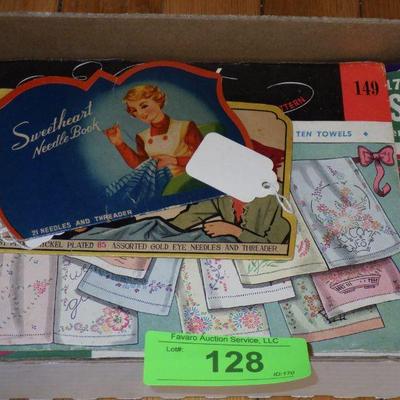 Sweetheart
Needle Book
21 NEEDLES AND THREADER
NICKEL PLATED 85 ASSORTED GOLD EYE NEEDLES AND THREADER
149
TEN TOWELS
Favaro Auction Service, LLC
Lot#:
128